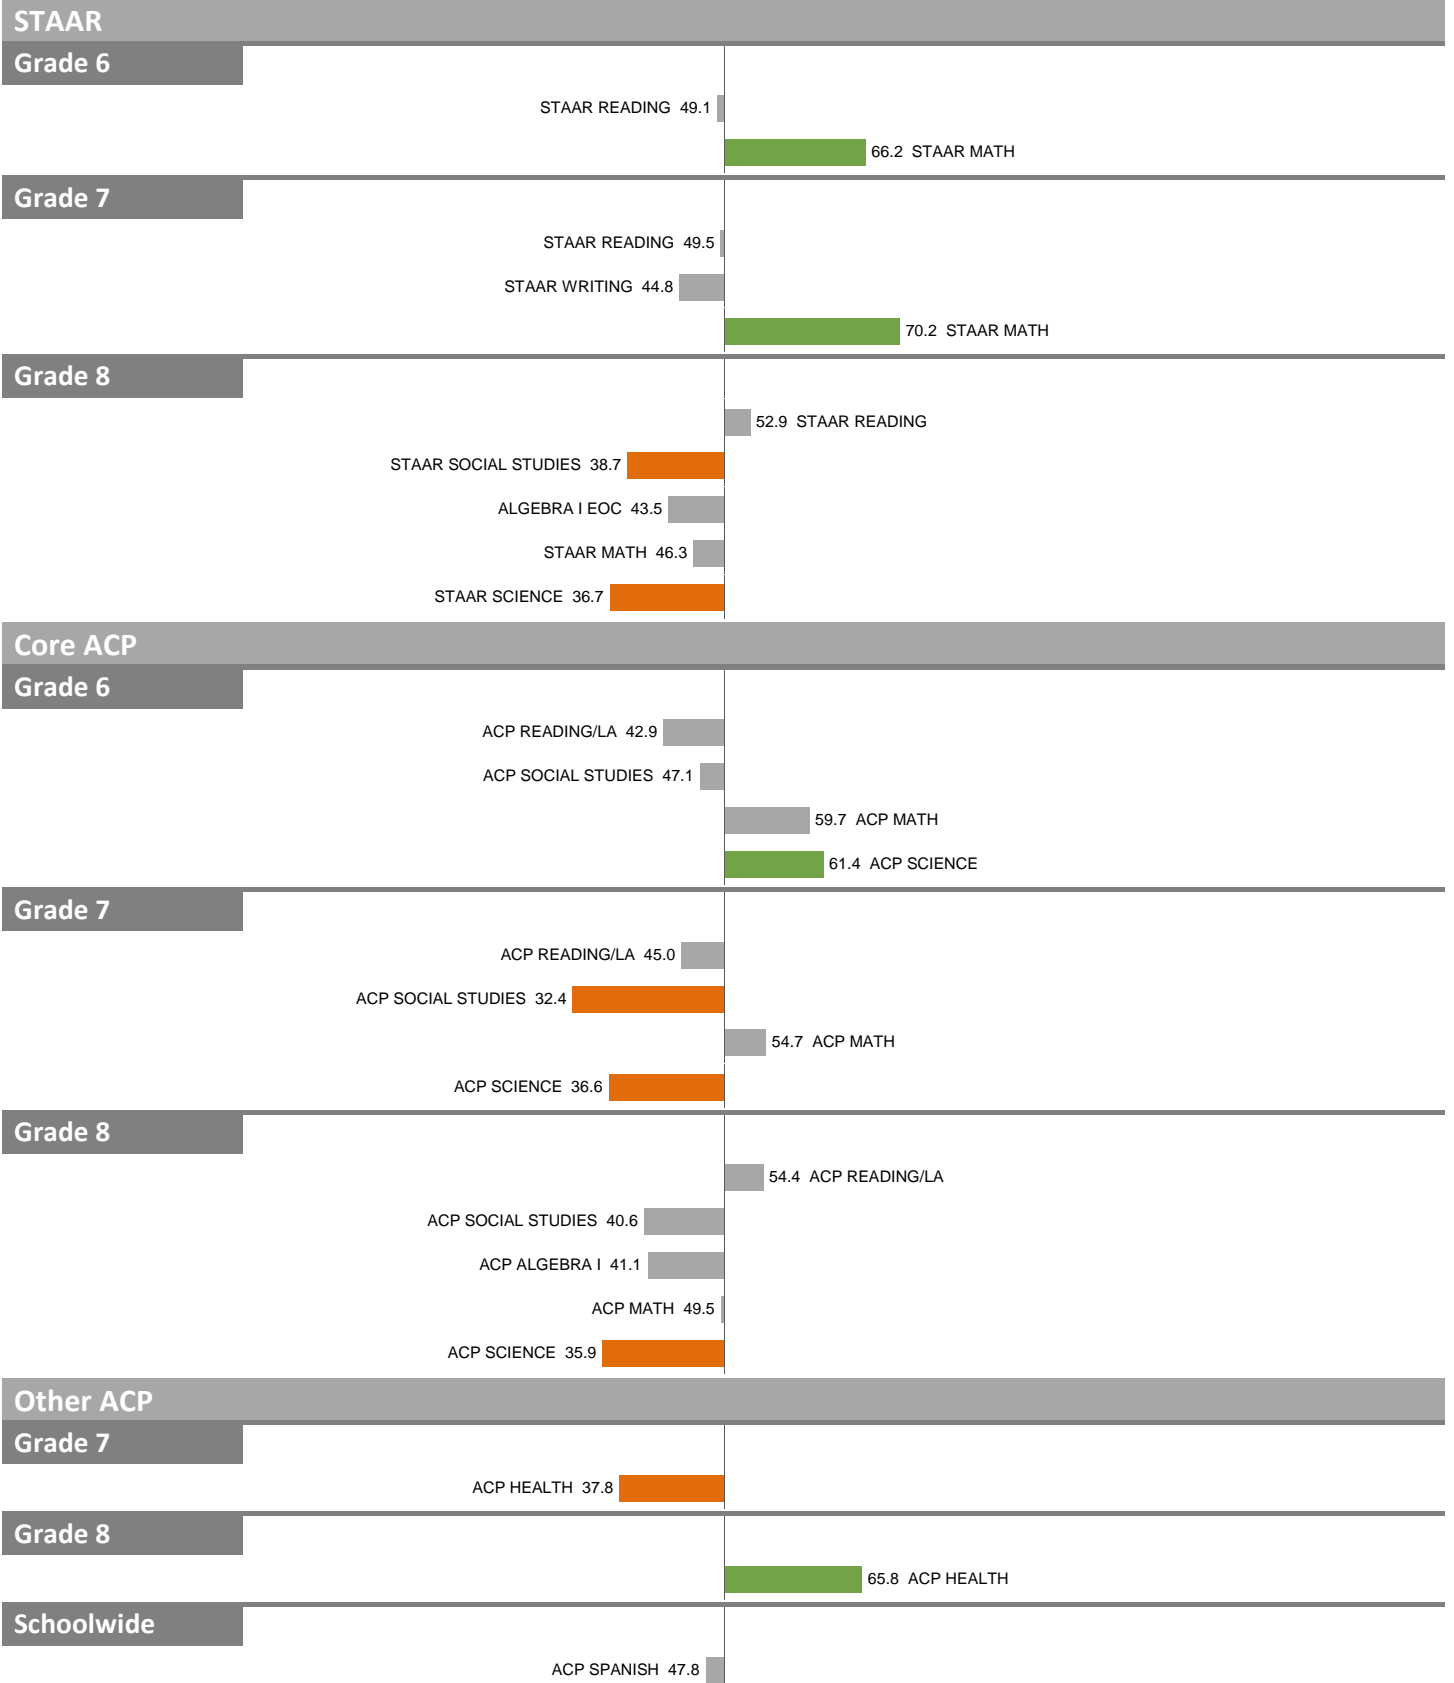 STAAR
Grade 6
STAAR READING 49.1
66.2 STAAR MATH
Grade 7
STAAR READING 49.5
STAAR WRITING 44.8
70.2 STAAR MATH
Grade 8
52.9 STAAR READING
STAAR SOCIAL STUDIES 38.7
ALGEBRA I EOC 43.5
STAAR MATH 46.3
STAAR SCIENCE 36.7
Core ACP
Grade 6
ACP READING/LA 42.9
ACP SOCIAL STUDIES 47.1
59.7 ACP MATH
61.4 ACP SCIENCE
Grade 7
ACP READING/LA 45.0
ACP SOCIAL STUDIES 32.4
54.7 ACP MATH
ACP SCIENCE 36.6
Grade 8
54.4 ACP READING/LA
ACP SOCIAL STUDIES 40.6
ACP ALGEBRA I 41.1
ACP MATH 49.5
ACP SCIENCE 35.9
Other ACP
Grade 7
ACP HEALTH 37.8
Grade 8
65.8 ACP HEALTH
Schoolwide
ACP SPANISH 47.8